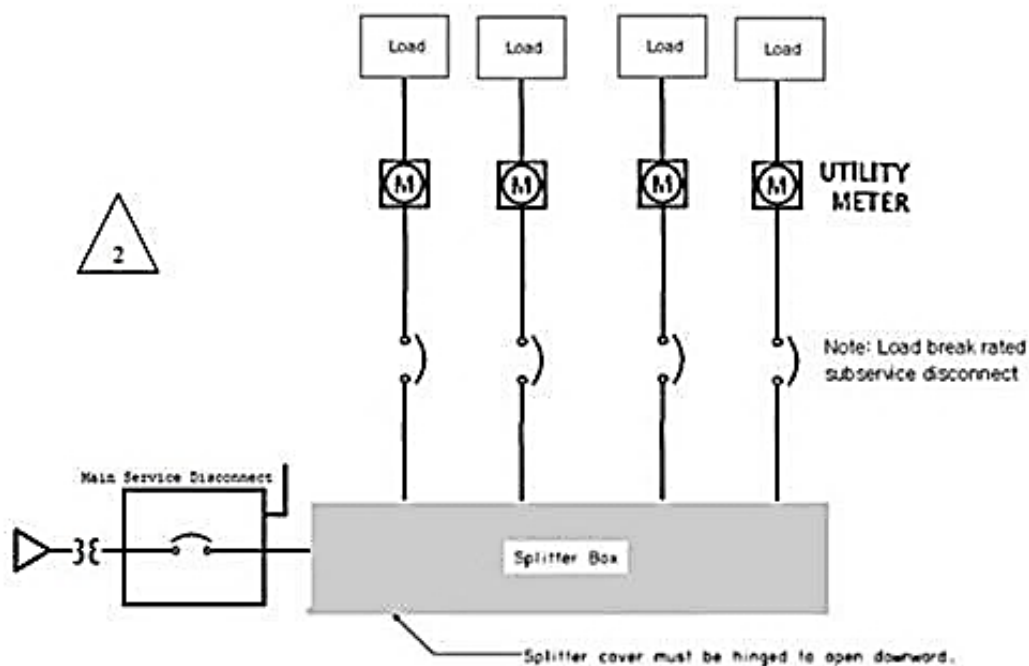 Load Load Load Load
M M M M
UTILITY
METER
2
Note: Load break rated
subservice disconnect
Main Service Disconnect
Splitter Box
Splitter cover must be hinged to open downward.